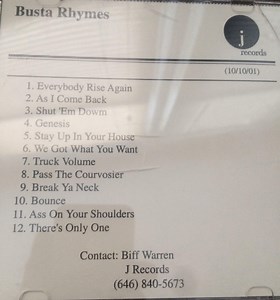 Busta Rhymes
j
records
(10/10/01)
1. Everybody Rise Again
2. As I Come Back
3. Shut 'Em Dowm
4. Genesis
5. Stay Up In Your House
6. We Got What You Want
7. Truck Volume
8. Pass The Courvosier
9. Break Ya Neck
10. Bounce
11. Ass On Your Shoulders
12. There's Only One
Contact: Biff Warren
J Records
(646) 840-5673